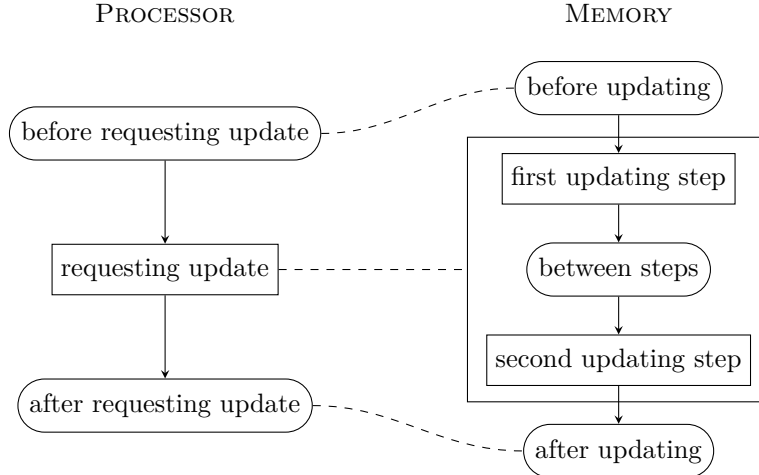 PROCESSOR
MEMORY
before requesting update
before updating
first updating step
requesting update
between steps
second updating step
after requesting update
after updating